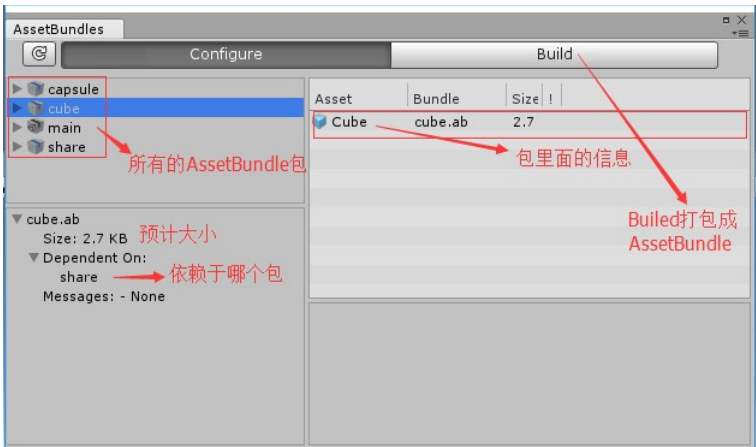 AssetBundles
Configure
Build
capsule
cube
main
share
所有的AssetBundle包
Asset Bundle Size !
Cube cube.ab 2.7
包里面的信息
Builed打包成
AssetBundle
cube.ab
Size: 2.7 KB 预计大小
Dependent On:
share 依赖于哪个包
Messages: - None